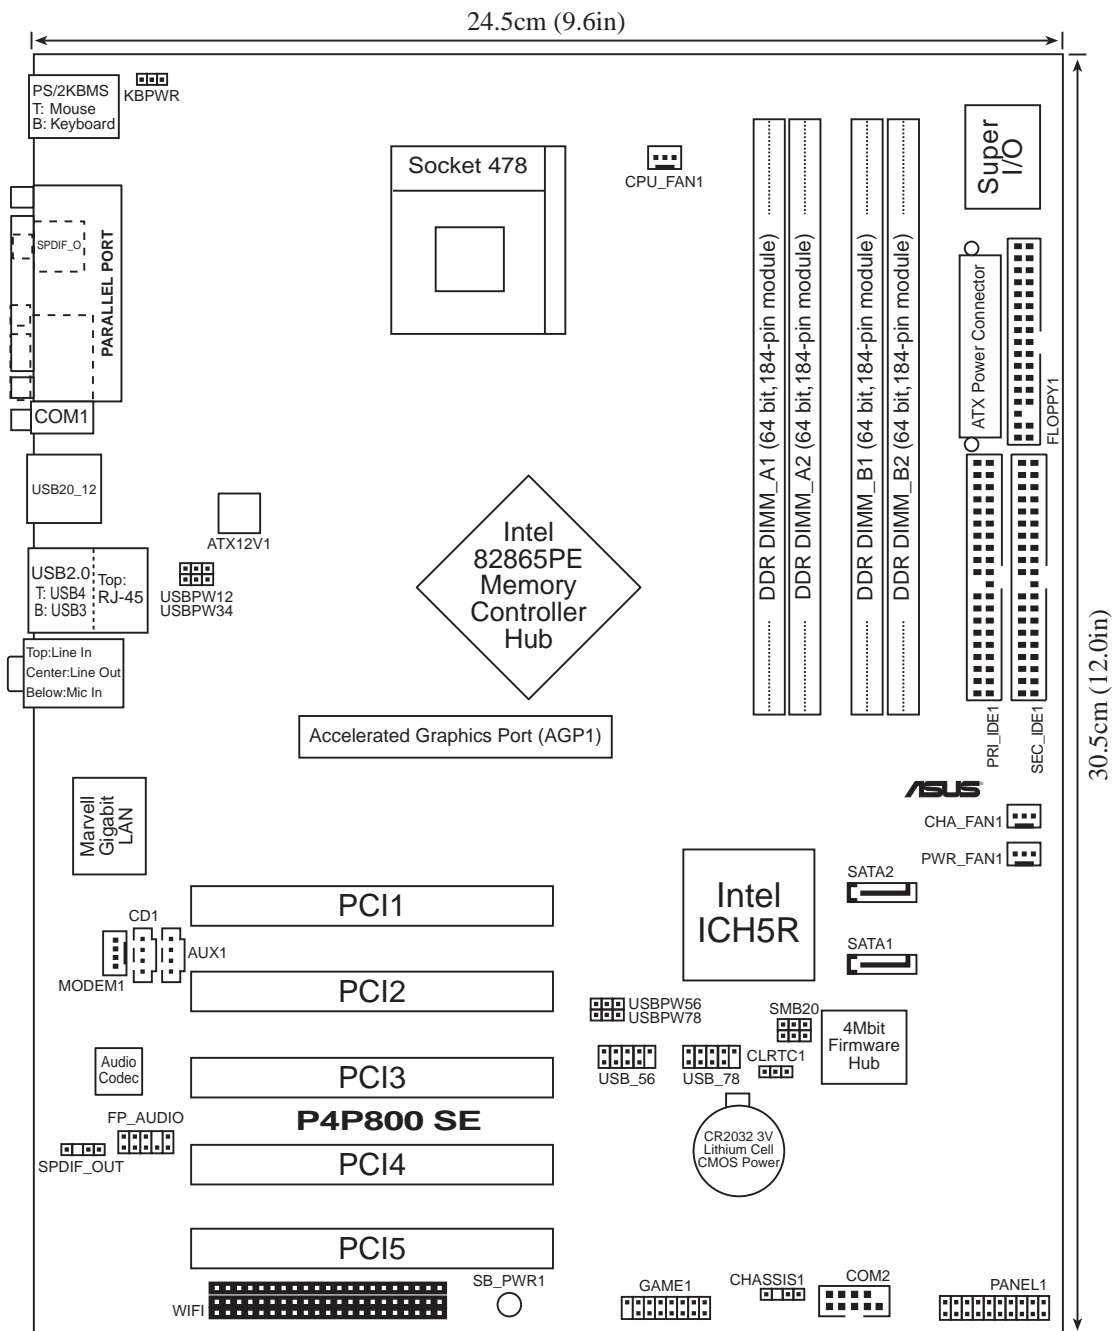 24.5cm (9.6in)
PS/2KBMS
T: Mouse
B: Keyboard
KBPWR
Socket 478
CPU_FAN1
Super
I/O
SPDIF_O
PARALLEL PORT
COM1
DDR DIMM_A1 (64 bit,184-pin module)
DDR DIMM_A2 (64 bit,184-pin module)
DDR DIMM_B1 (64 bit,184-pin module)
DDR DIMM_B2 (64 bit,184-pin module)
ATX Power Connector
FLOPPY1
USB20_12
ATX12V1
Intel
82865PE
Memory
Controller
Hub
USB2.0
T: USB4
B: USB3
Top:
RJ-45
USBPW12
USBPW34
Top:Line In
Center:Line Out
Below:Mic In
30.5cm (12.0in)
Accelerated Graphics Port (AGP1)
PRI_IDE1
SEC_IDE1
ASUS
Marvell
Gigabit
LAN
CHA_FAN1
PWR_FAN1
Intel
ICH5R
SATA2
SATA1
PCI1
CD1
AUX1
MODEM1
PCI2
USBPW56
USBPW78
SMB20
4Mbit
Firmware
Hub
Audio
Codec
PCI3
USB_56
USB_78
CLRTC1
P4P800 SE
FP_AUDIO
SPDIF_OUT
CR2032 3V
Lithium Cell
CMOS Power
PCI4
PCI5
WIFI
SB_PWR1
GAME1
CHASSIS1
COM2
PANEL1